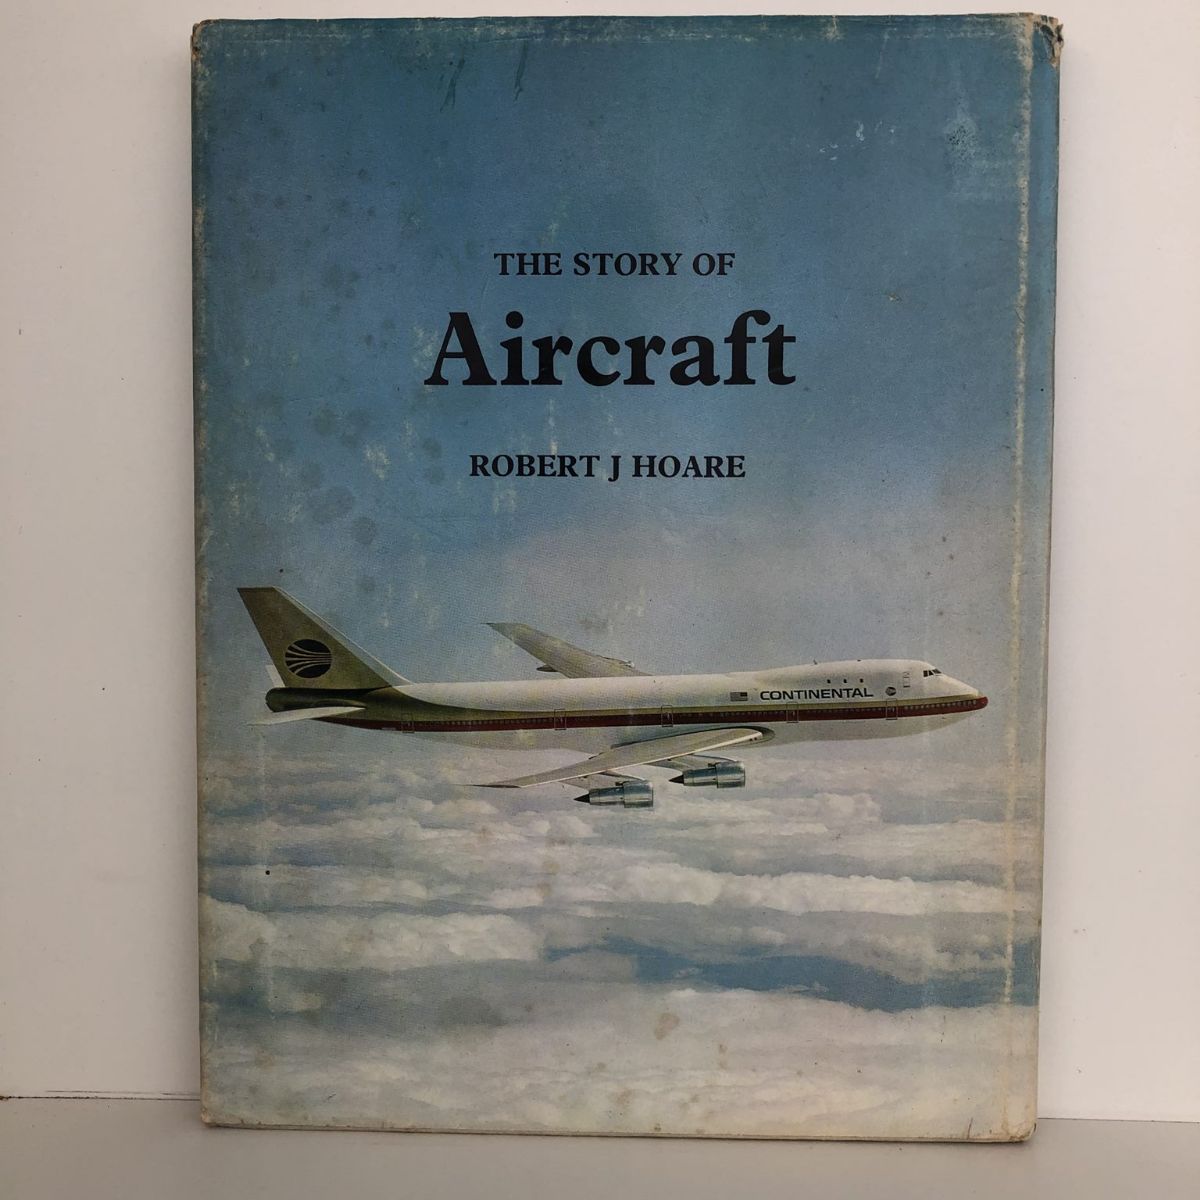 THE STORY OF
Aircraft
ROBERT J HOARE
CONTINENTAL